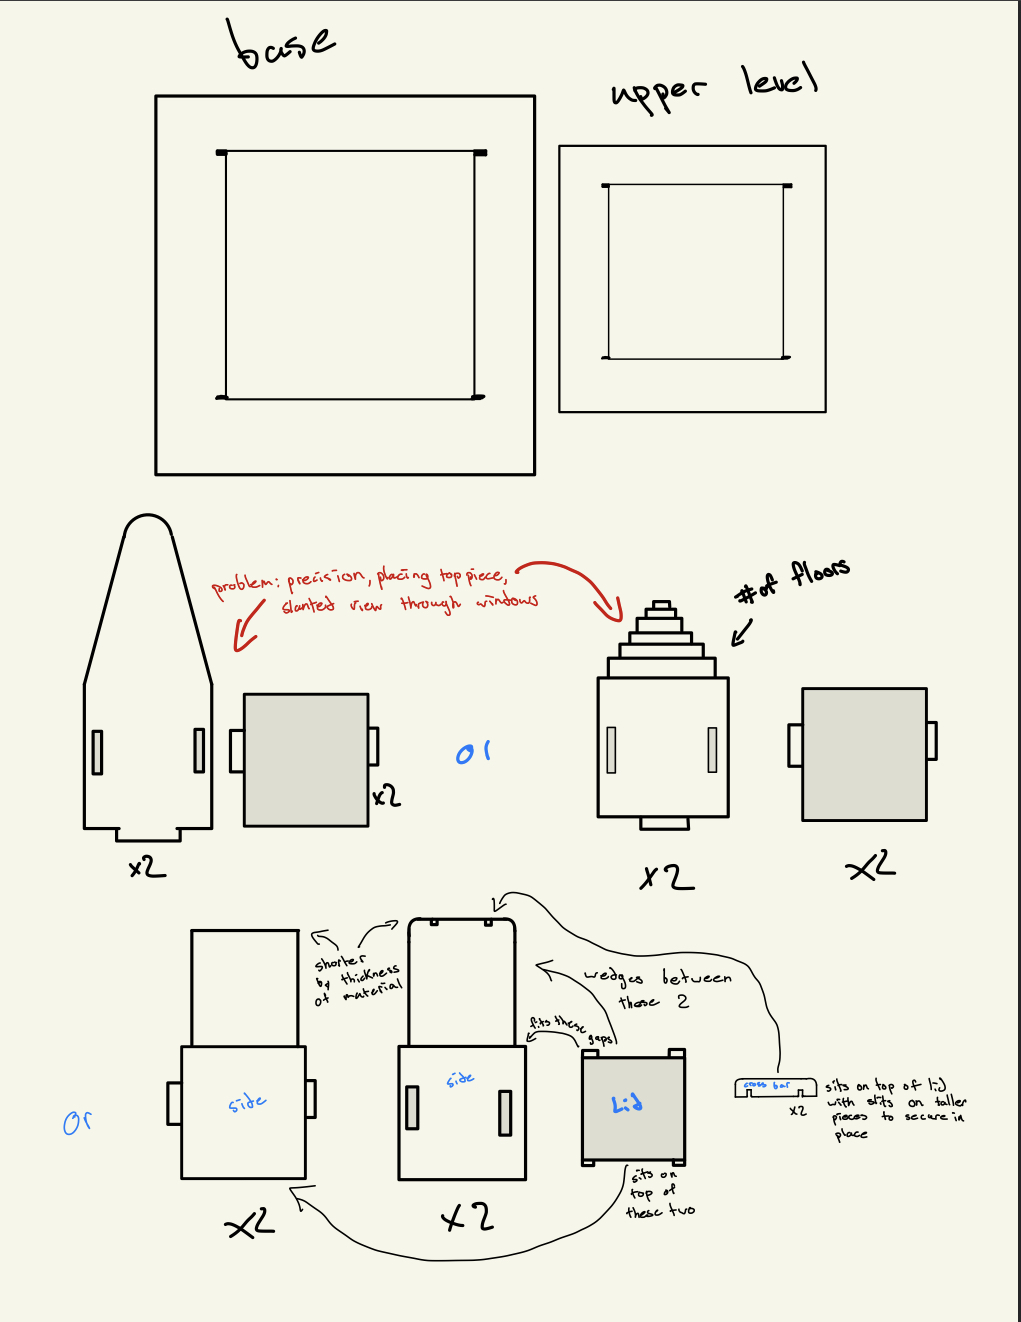 base
upper level
problem: precision, placing top piece,
slanted view through windows
# of floors
x2
or
x2
x2
x2
shorter
by thickness
of material
wedges between
these 2
fits these
gaps
or
side
side
Lid
cross bar
x2
sits on top of lid
with slits on taller
pieces to secure in
place
sits on
top of
these two
x2
x2